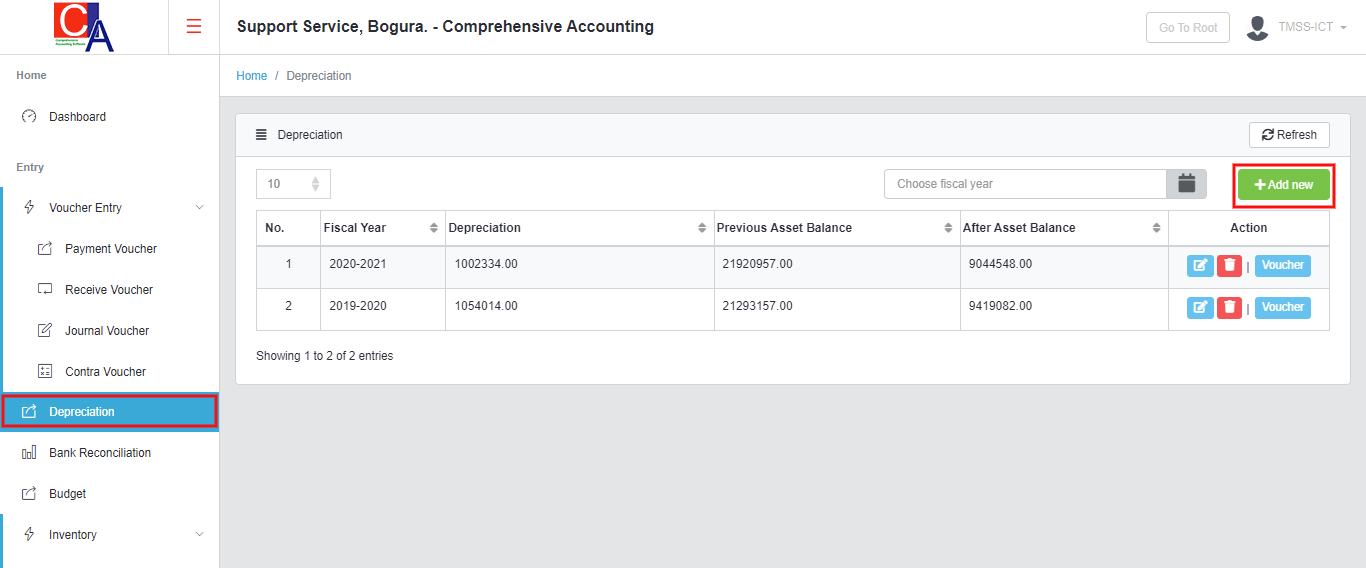 CIA
Comprehensive
Accounting Software
Support Service, Bogura. - Comprehensive Accounting
Go To Root
TMSS-ICT
Home
Home / Depreciation
Dashboard
Entry
Voucher Entry
Payment Voucher
Receive Voucher
Journal Voucher
Contra Voucher
Depreciation
Bank Reconciliation
Budget
Inventory
Depreciation
Refresh
10
Choose fiscal year
Add new
No. Fiscal Year Depreciation Previous Asset Balance After Asset Balance Action
1 2020-2021 1002334.00 21920957.00 9044548.00 | Voucher
2 2019-2020 1054014.00 21293157.00 9419082.00 | Voucher
Showing 1 to 2 of 2 entries